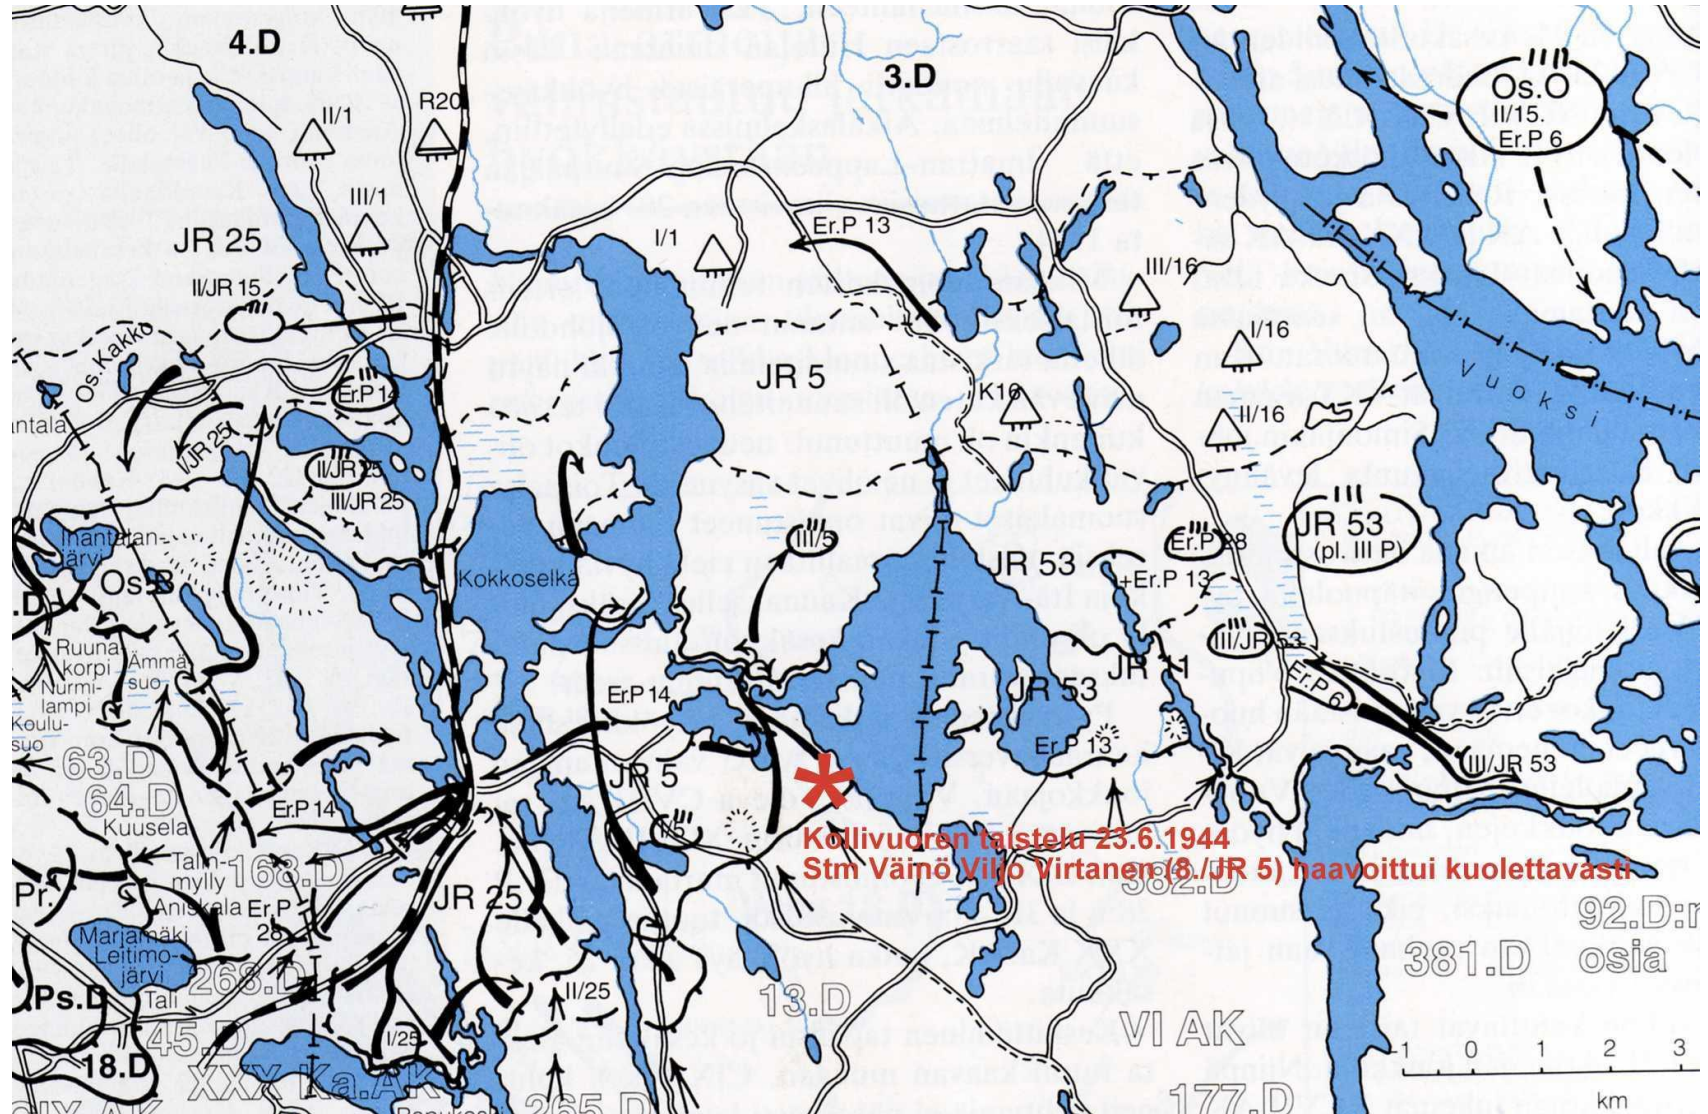 4.D
3.D
Os.O
II/15.
Er.P 6
R20
II/1
III/1
JR 25
I/1
Er.P 13
II/JR 15
III/16
I/16
Os. Kakko
Er.P 14
JR 5
K16
Vuoksi
ntala
I/JR 25
II/16
II/JR 25
III/JR 25
JR 53
(pl. III P)
Inantalan-
järvi
III/5
Er.P 28
Os.B
Kokkoselkä
JR 53
+Er.P 13
.D
III/JR 53
Ruuna-
korpi
Ämmä-
suo
JR 11
Nurmi-
lampi
Er.P 14
JR 53
Er.P 6
Koulu-
suo
Er.P 13
63.D
III/JR 53
64.D
JR 5
Er.P 14
Kuusela
I/5
Kollivuoren taistelu 23.6.1944
Stm Väinö Viljo Virtanen (8./JR 5) haavoittui kuolettavasti
Talin-
mylly
168.D
382.D
Pr.
Aniskala
Er.P
28
JR 25
92.D:n
osia
Marjamäki
Leitimo-
järvi
381.D
268.D
Ps.D
Tali
II/25
13.D
45.D
I/25
VI AK
18.D
XXX Ka.AK
1 0 1 2 3
265.D
177.D
km